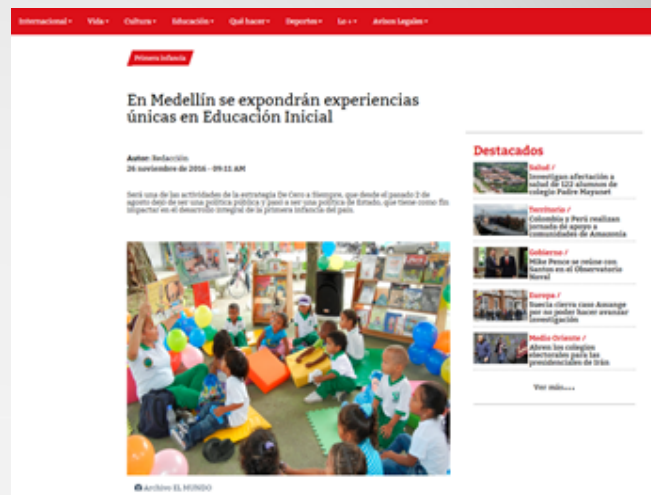 Internacional
Vida
Cultura
Educación
Qué hacer
Deportes
Lo +
Avisos Legales
Primera Infancia
En Medellín se expondrán experiencias
únicas en Educación Inicial
Autor: Redacción
26 noviembre de 2016 - 09:11 AM
Será una de las actividades de la estrategia De Cero a Siempre, que desde el pasado 2 de
agosto dejó de ser una política pública y pasó a ser una política de Estado, que tiene como fin
impactar en el desarrollo integral de la primera infancia del país.
Archivo EL MUNDO
Destacados
Salud /
Investigan afectación a
salud de 122 alumnos de
colegio Padre Manyanet
Territorio /
Colombia y Perú realizan
jornada de apoyo a
comunidades de Amazonia
Gobierno /
Mike Pence se reúne con
Santos en el Observatorio
Naval
Europa /
Suecia cierra caso Assange
por no poder hacer avanzar
investigación
Medio Oriente /
Abren los colegios
electorales para las
presidenciales de Irán
Ver más...